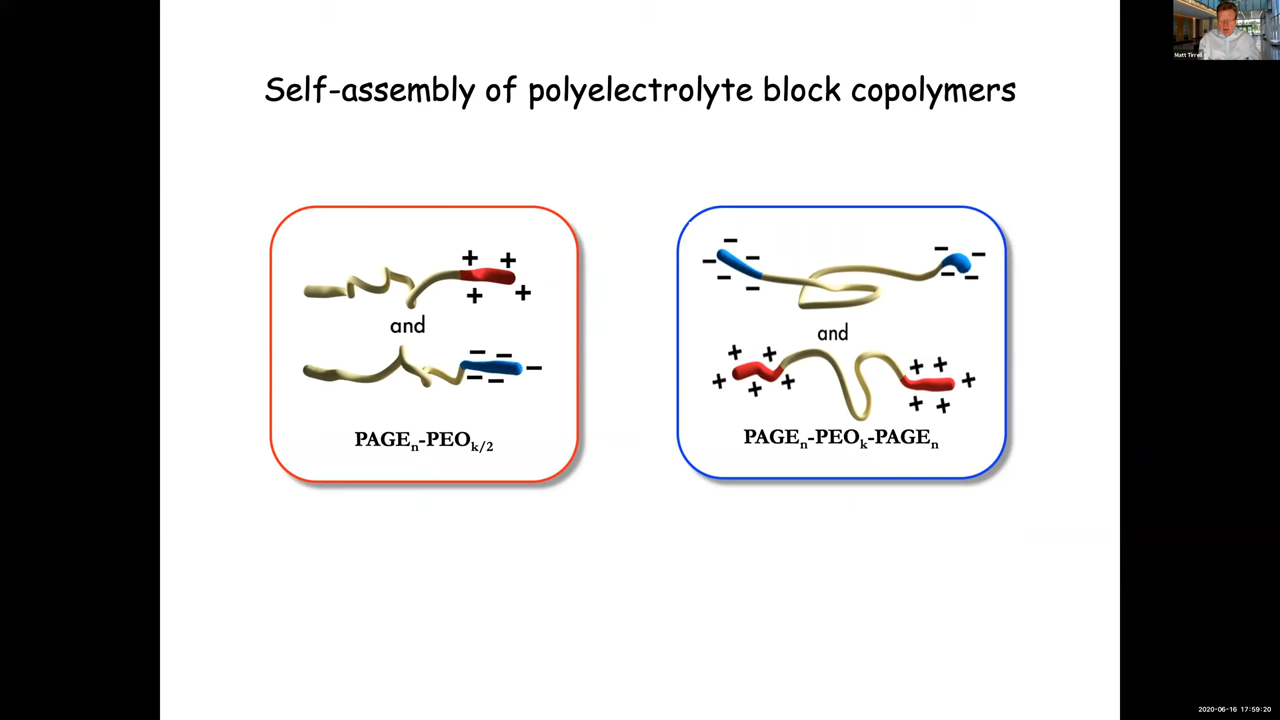 Matt Tirrell
Self-assembly of polyelectrolyte block copolymers
+ +
+ +
and
− −
− − −
PAGEn-PEOk/2
− − − −
− − − − −
and
+ + + +
+ + + + + + +
PAGEn-PEOk-PAGEn
2020-06-16 17:59:20